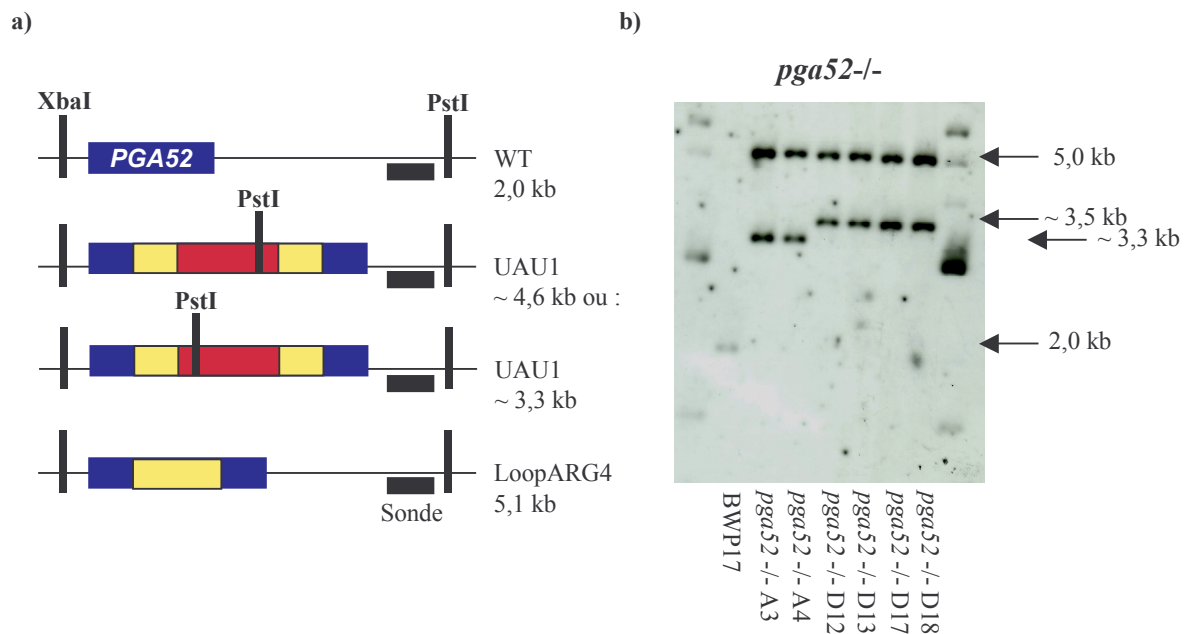 a)
XbaI
PstI
PGA52
WT
2,0 kb
PstI
UAU1
~ 4,6 kb ou :
PstI
UAU1
~ 3,3 kb
LoopARG4
5,1 kb
Sonde
b)
pga52-/-
5,0 kb
~ 3,5 kb
~ 3,3 kb
2,0 kb
BWP17
pga52 -/- A3
pga52 -/- A4
pga52 -/- D12
pga52 -/- D13
pga52 -/- D17
pga52 -/- D18